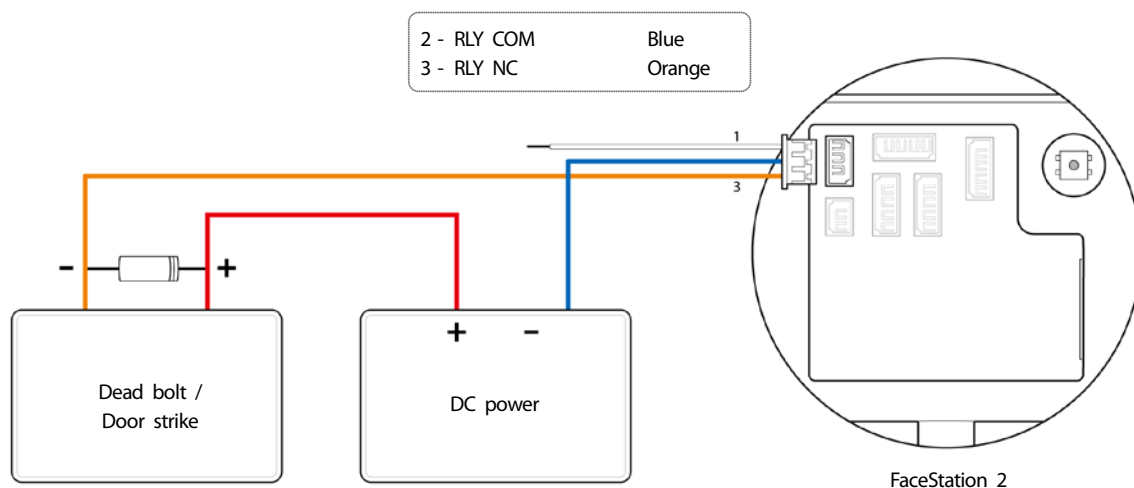 2 - RLY COM Blue
3 - RLY NC Orange
1
3
- +
+ -
Dead bolt /
Door strike
DC power
FaceStation 2